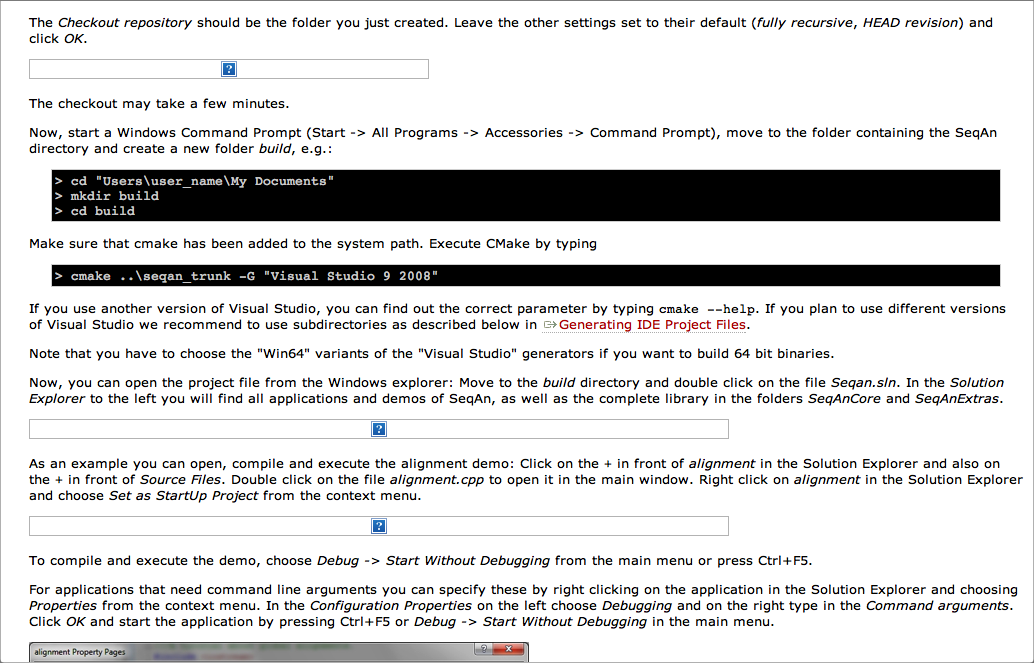 The Checkout repository should be the folder you just created. Leave the other settings set to their default (fully recursive, HEAD revision) and
click OK.
The checkout may take a few minutes.
Now, start a Windows Command Prompt (Start -> All Programs -> Accessories -> Command Prompt), move to the folder containing the SeqAn
directory and create a new folder build, e.g.:
> cd "Users\user_name\My Documents"
> mkdir build
> cd build
Make sure that cmake has been added to the system path. Execute CMake by typing
> cmake ..\seqan_trunk -G "Visual Studio 9 2008"
If you use another version of Visual Studio, you can find out the correct parameter by typing cmake --help. If you plan to use different versions
of Visual Studio we recommend to use subdirectories as described below in Generating IDE Project Files.
Note that you have to choose the "Win64" variants of the "Visual Studio" generators if you want to build 64 bit binaries.
Now, you can open the project file from the Windows explorer: Move to the build directory and double click on the file Seqan.sln. In the Solution
Explorer to the left you will find all applications and demos of SeqAn, as well as the complete library in the folders SeqAnCore and SeqAnExtras.
As an example you can open, compile and execute the alignment demo: Click on the + in front of alignment in the Solution Explorer and also on
the + in front of Source Files. Double click on the file alignment.cpp to open it in the main window. Right click on alignment in the Solution Explorer
and choose Set as StartUp Project from the context menu.
To compile and execute the demo, choose Debug -> Start Without Debugging from the main menu or press Ctrl+F5.
For applications that need command line arguments you can specify these by right clicking on the application in the Solution Explorer and choosing
Properties from the context menu. In the Configuration Properties on the left choose Debugging and on the right type in the Command arguments.
Click OK and start the application by pressing Ctrl+F5 or Debug -> Start Without Debugging in the main menu.
alignment Property Pages